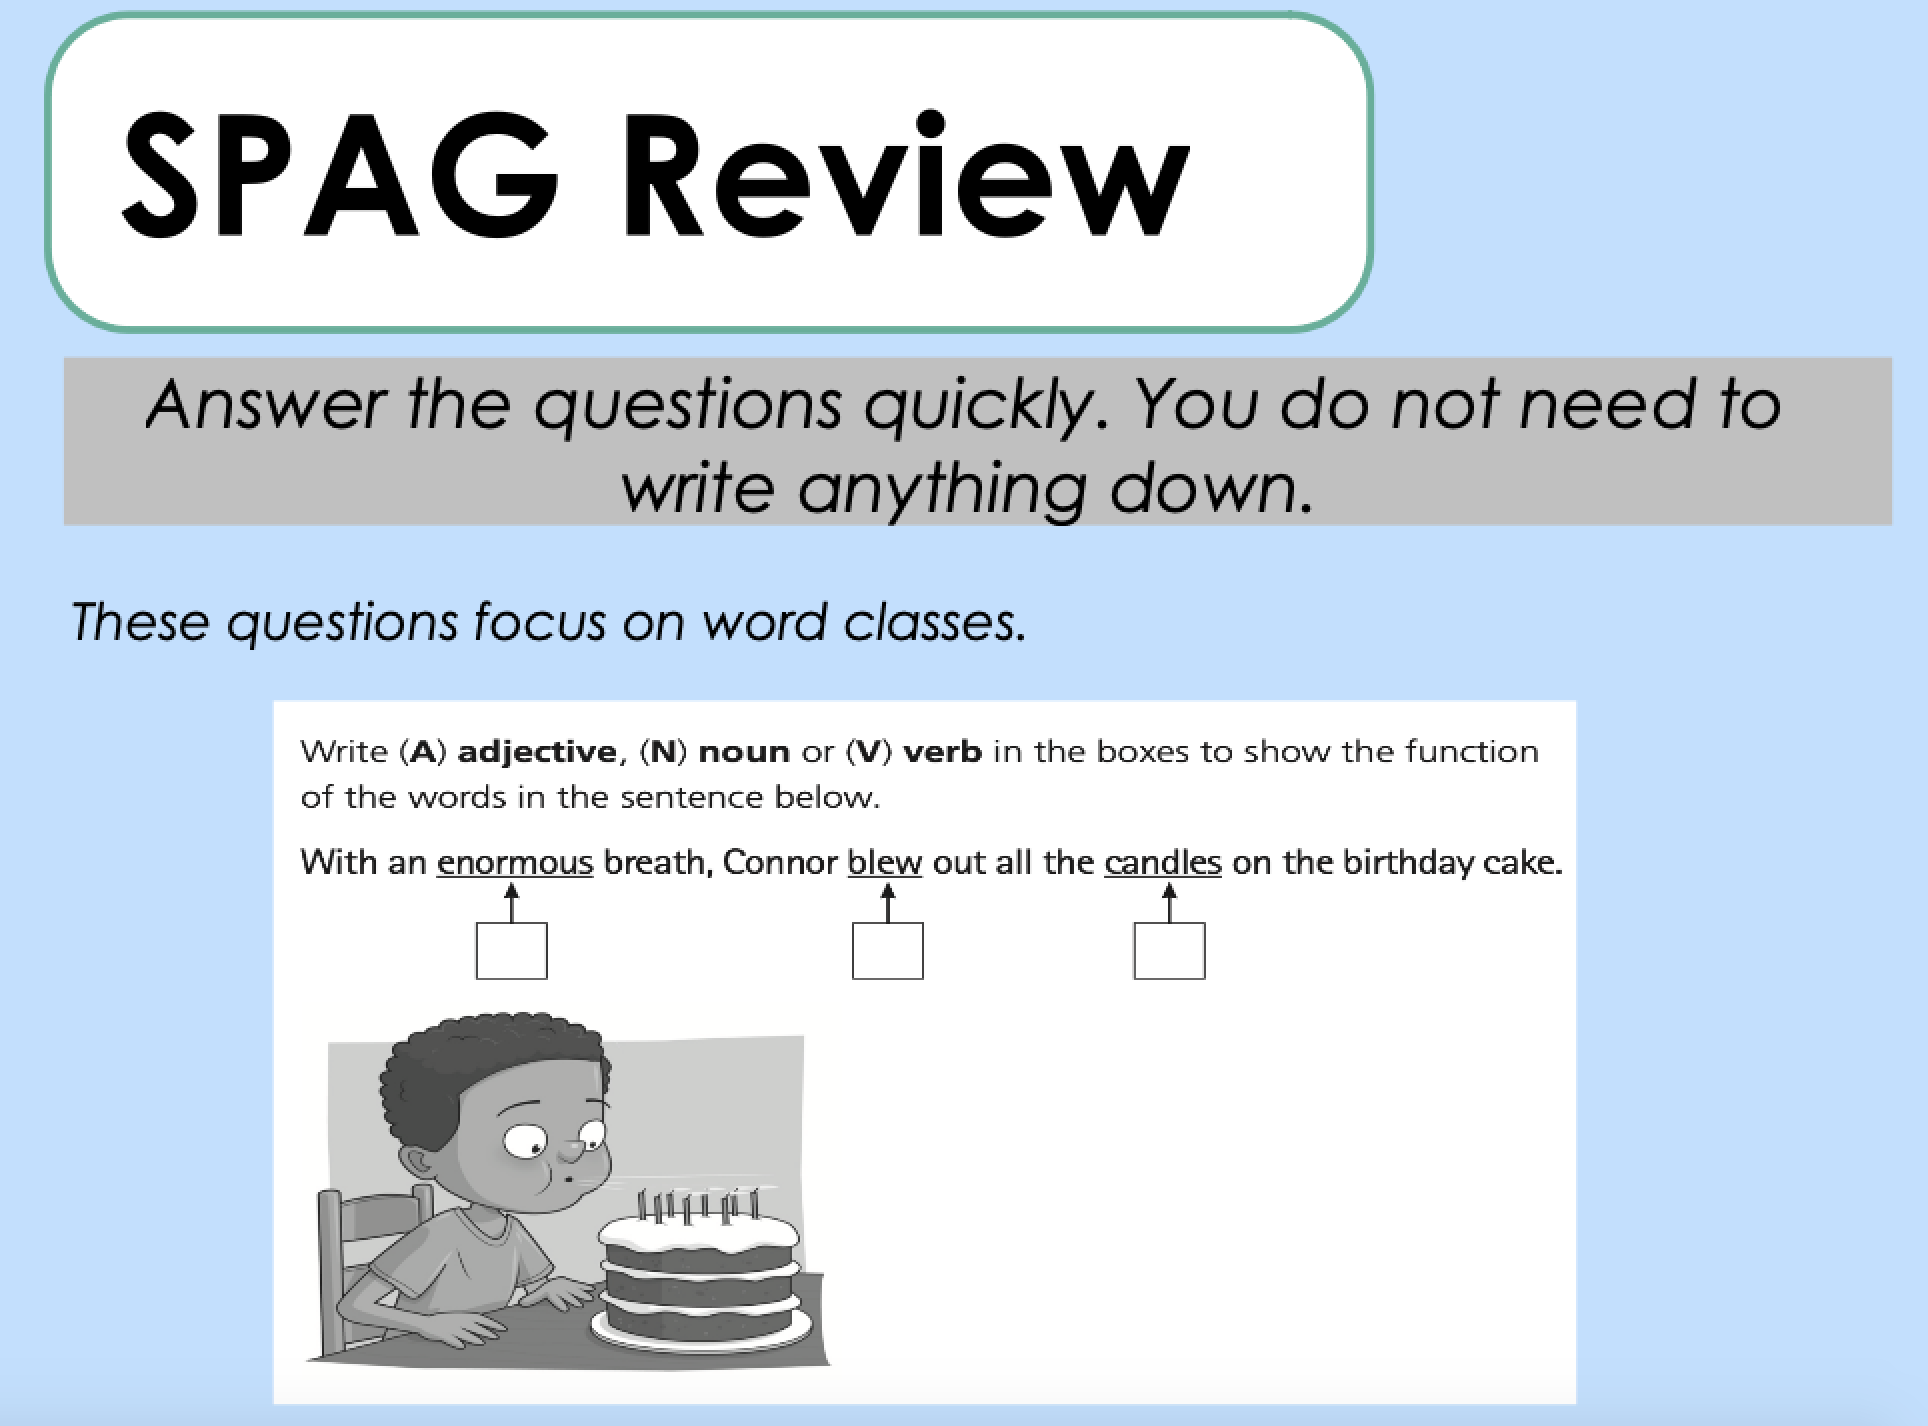 SPAG Review
Answer the questions quickly. You do not need to
write anything down.
These questions focus on word classes.
Write (A) adjective, (N) noun or (V) verb in the boxes to show the function
of the words in the sentence below.
With an enormous breath, Connor blew out all the candles on the birthday cake.